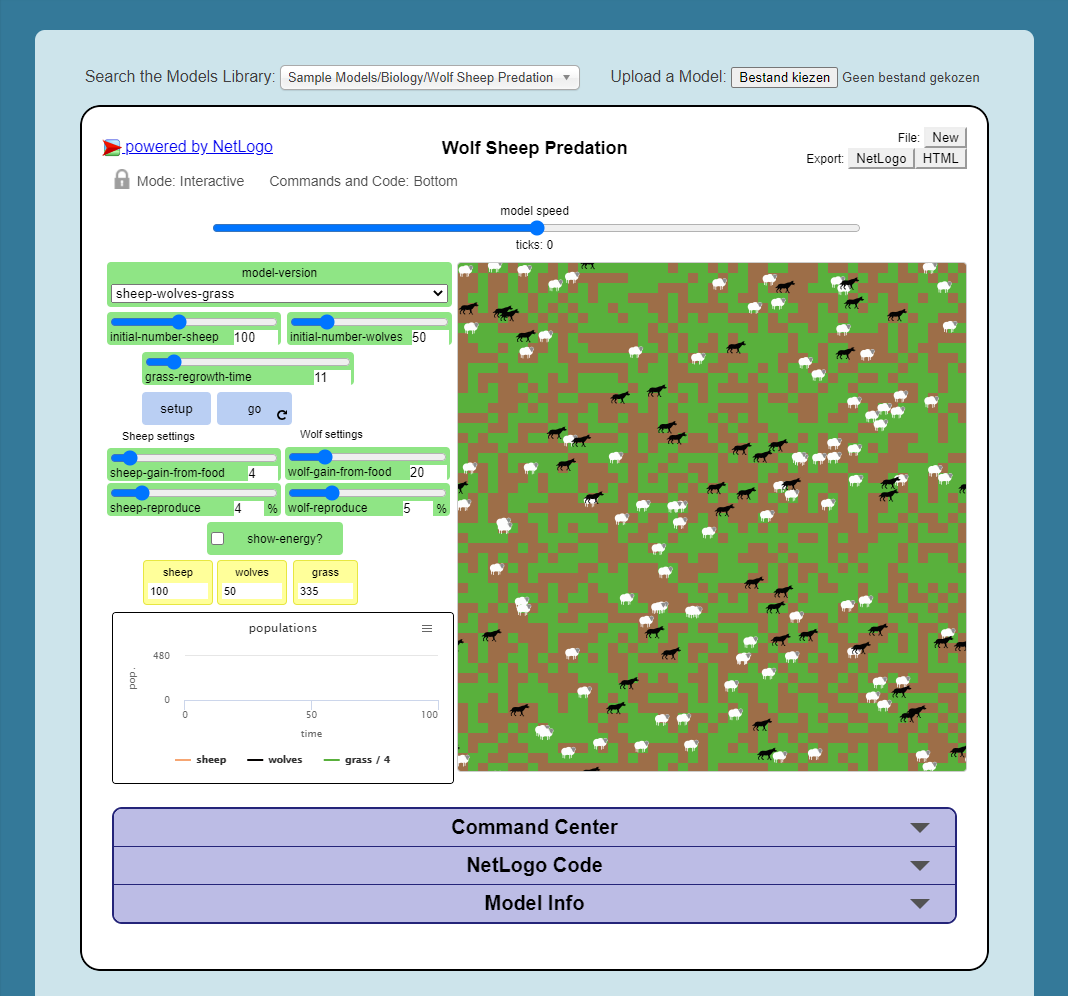 Search the Models Library: Sample Models/Biology/Wolf Sheep Predation Upload a Model: Bestand kiezen Geen bestand gekozen
powered by NetLogo
Wolf Sheep Predation
File: New
Export: NetLogo HTML
Mode: Interactive Commands and Code: Bottom
model speed
ticks: 0
model-version
sheep-wolves-grass
initial-number-sheep 100 initial-number-wolves 50
grass-regrowth-time 11
setup go
Sheep settings Wolf settings
sheep-gain-from-food 4 wolf-gain-from-food 20
sheep-reproduce 4 % wolf-reproduce 5 %
show-energy?
sheep wolves grass
100 50 335
populations
480
pop.
0
0 50 100
time
sheep wolves grass / 4
Command Center
NetLogo Code
Model Info